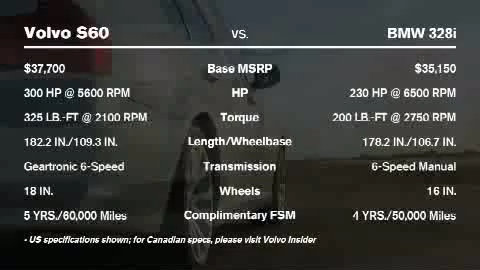 Volvo S60 vs. BMW 328i
$37,700 Base MSRP $35,150
300 HP @ 5600 RPM HP 230 HP @ 6500 RPM
325 LB.-FT @ 2100 RPM Torque 200 LB.-FT @ 2750 RPM
182.2 IN./109.3 IN. Length/Wheelbase 178.2 IN./106.7 IN.
Geartronic 6-Speed Transmission 6-Speed Manual
18 IN. Wheels 16 IN.
5 YRS./60,000 Miles Complimentary FSM 4 YRS./50,000 Miles
- US specifications shown; for Canadian specs, please visit Volvo Insider